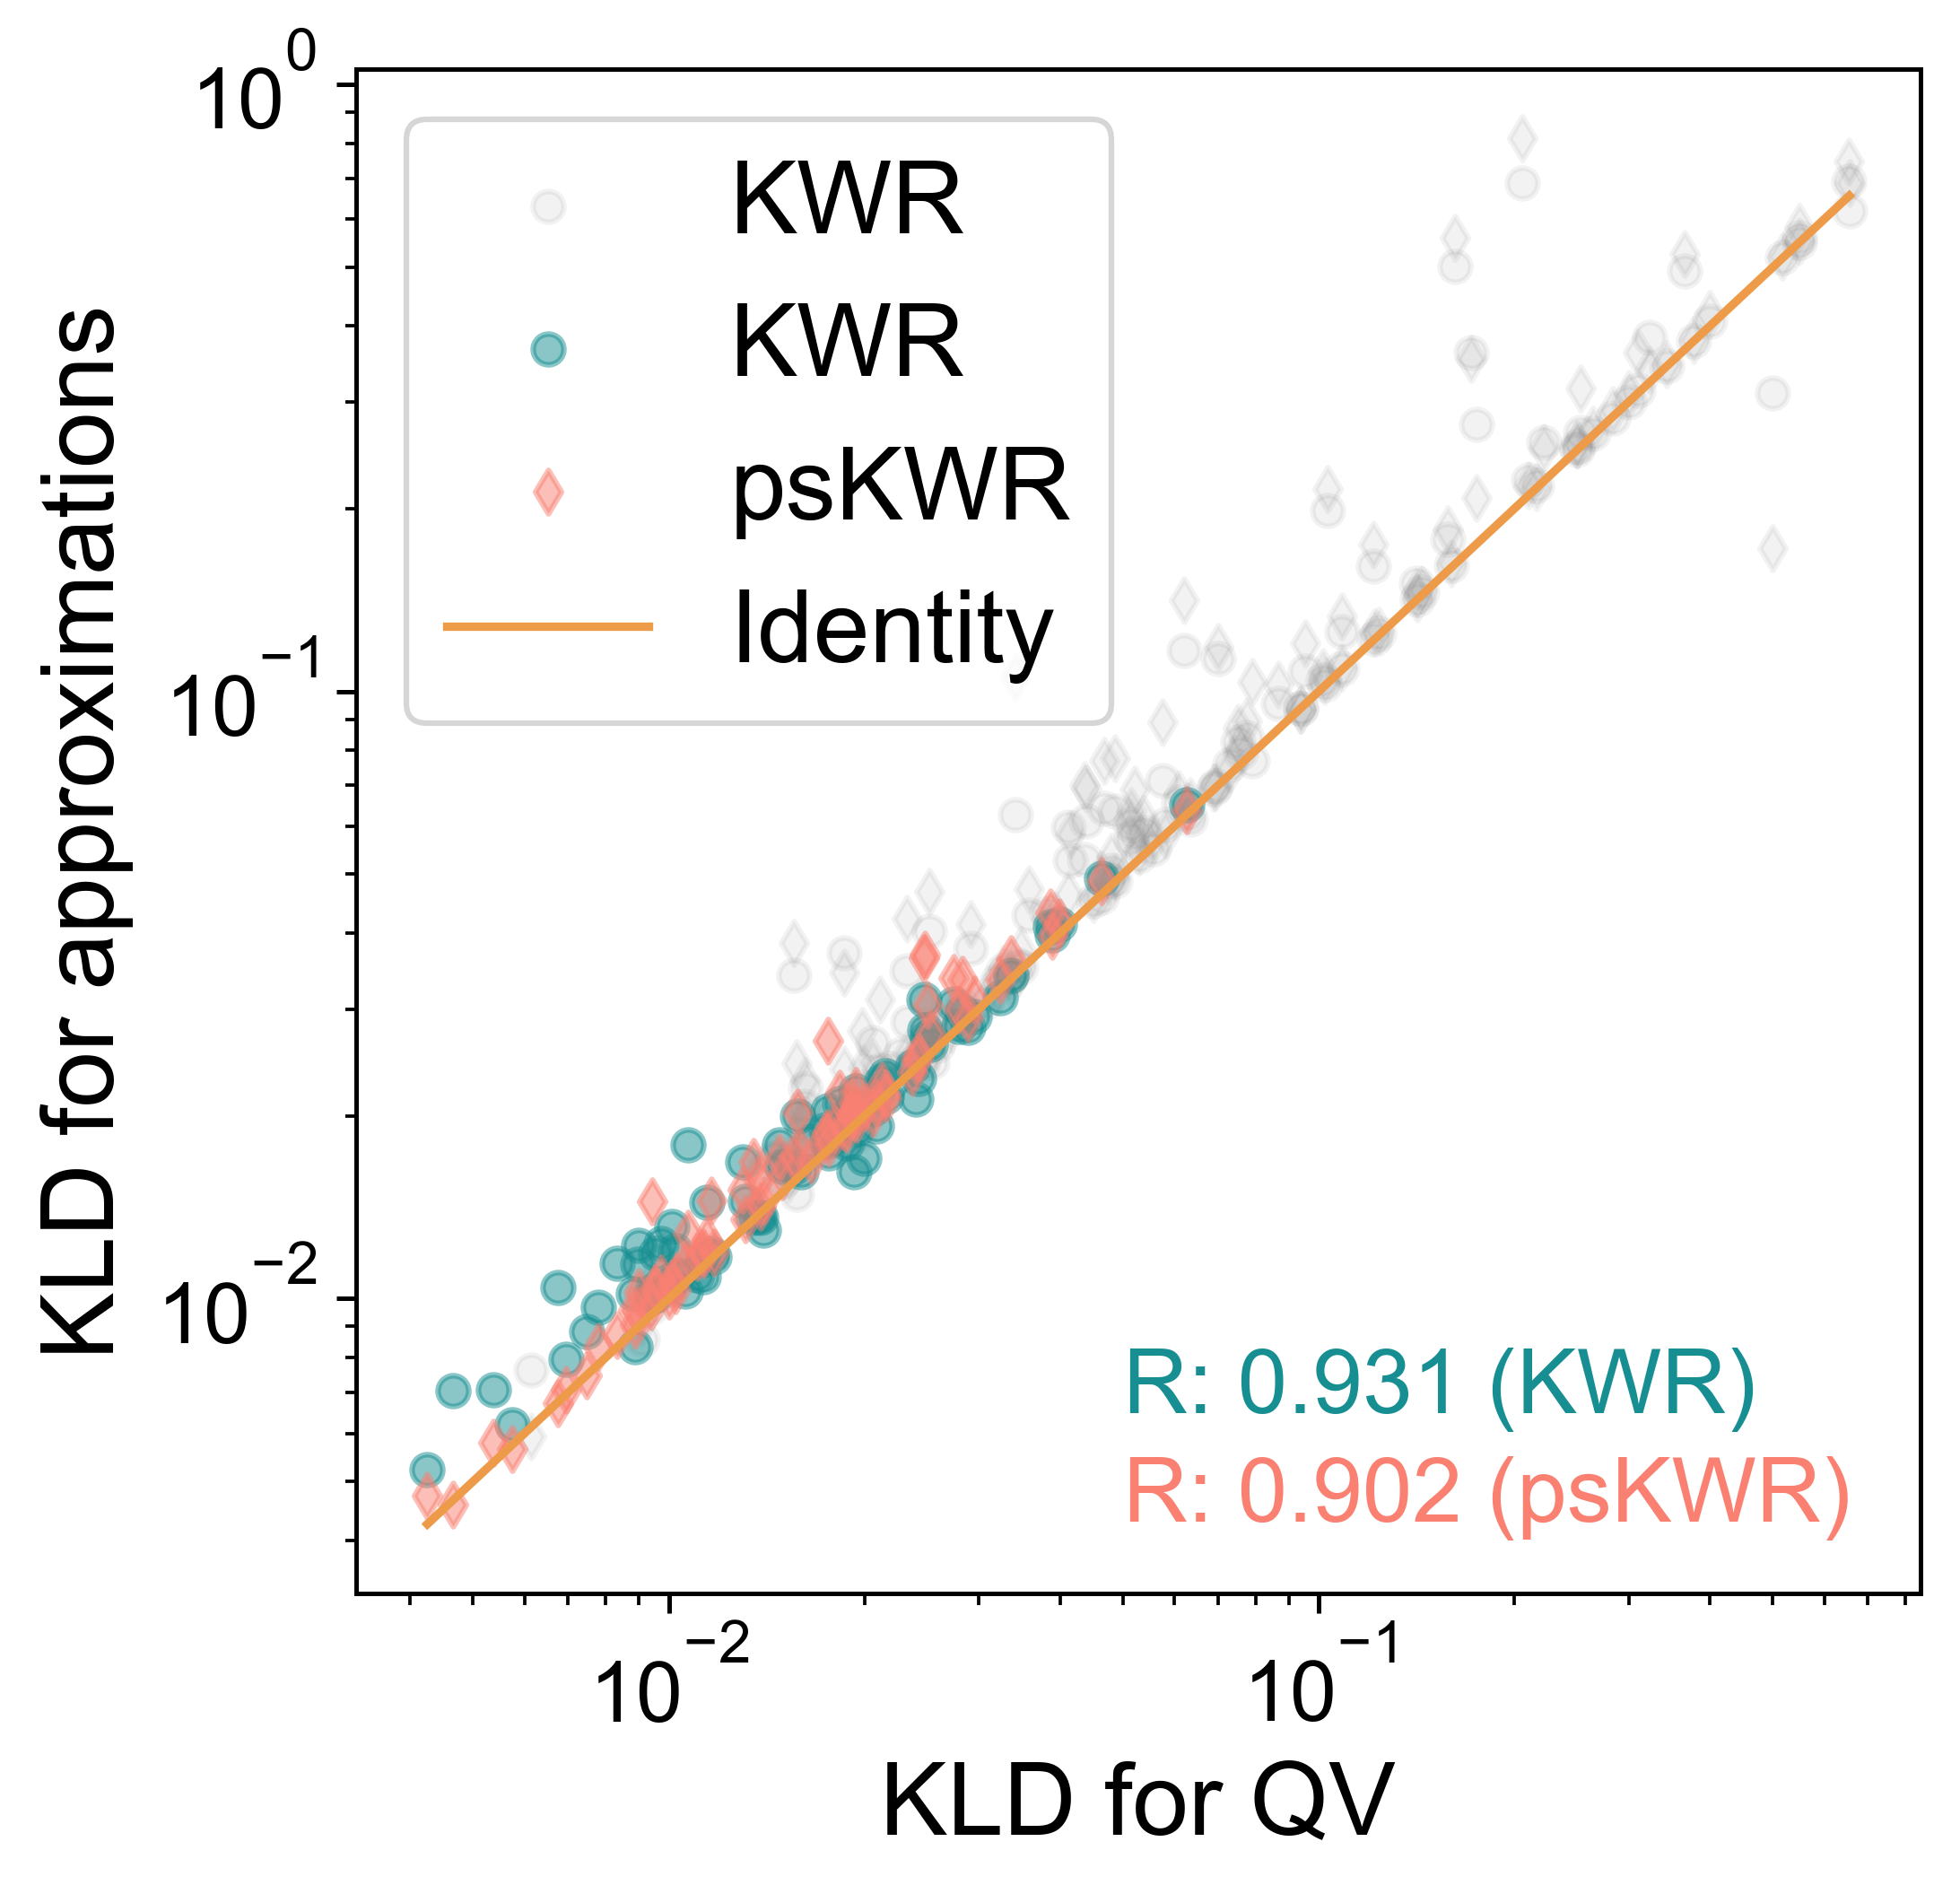 10^0
10^−1
10^−2
KLD for approximations
KWR
KWR
psKWR
Identity
R: 0.931 (KWR)
R: 0.902 (psKWR)
10^−2
10^−1
KLD for QV